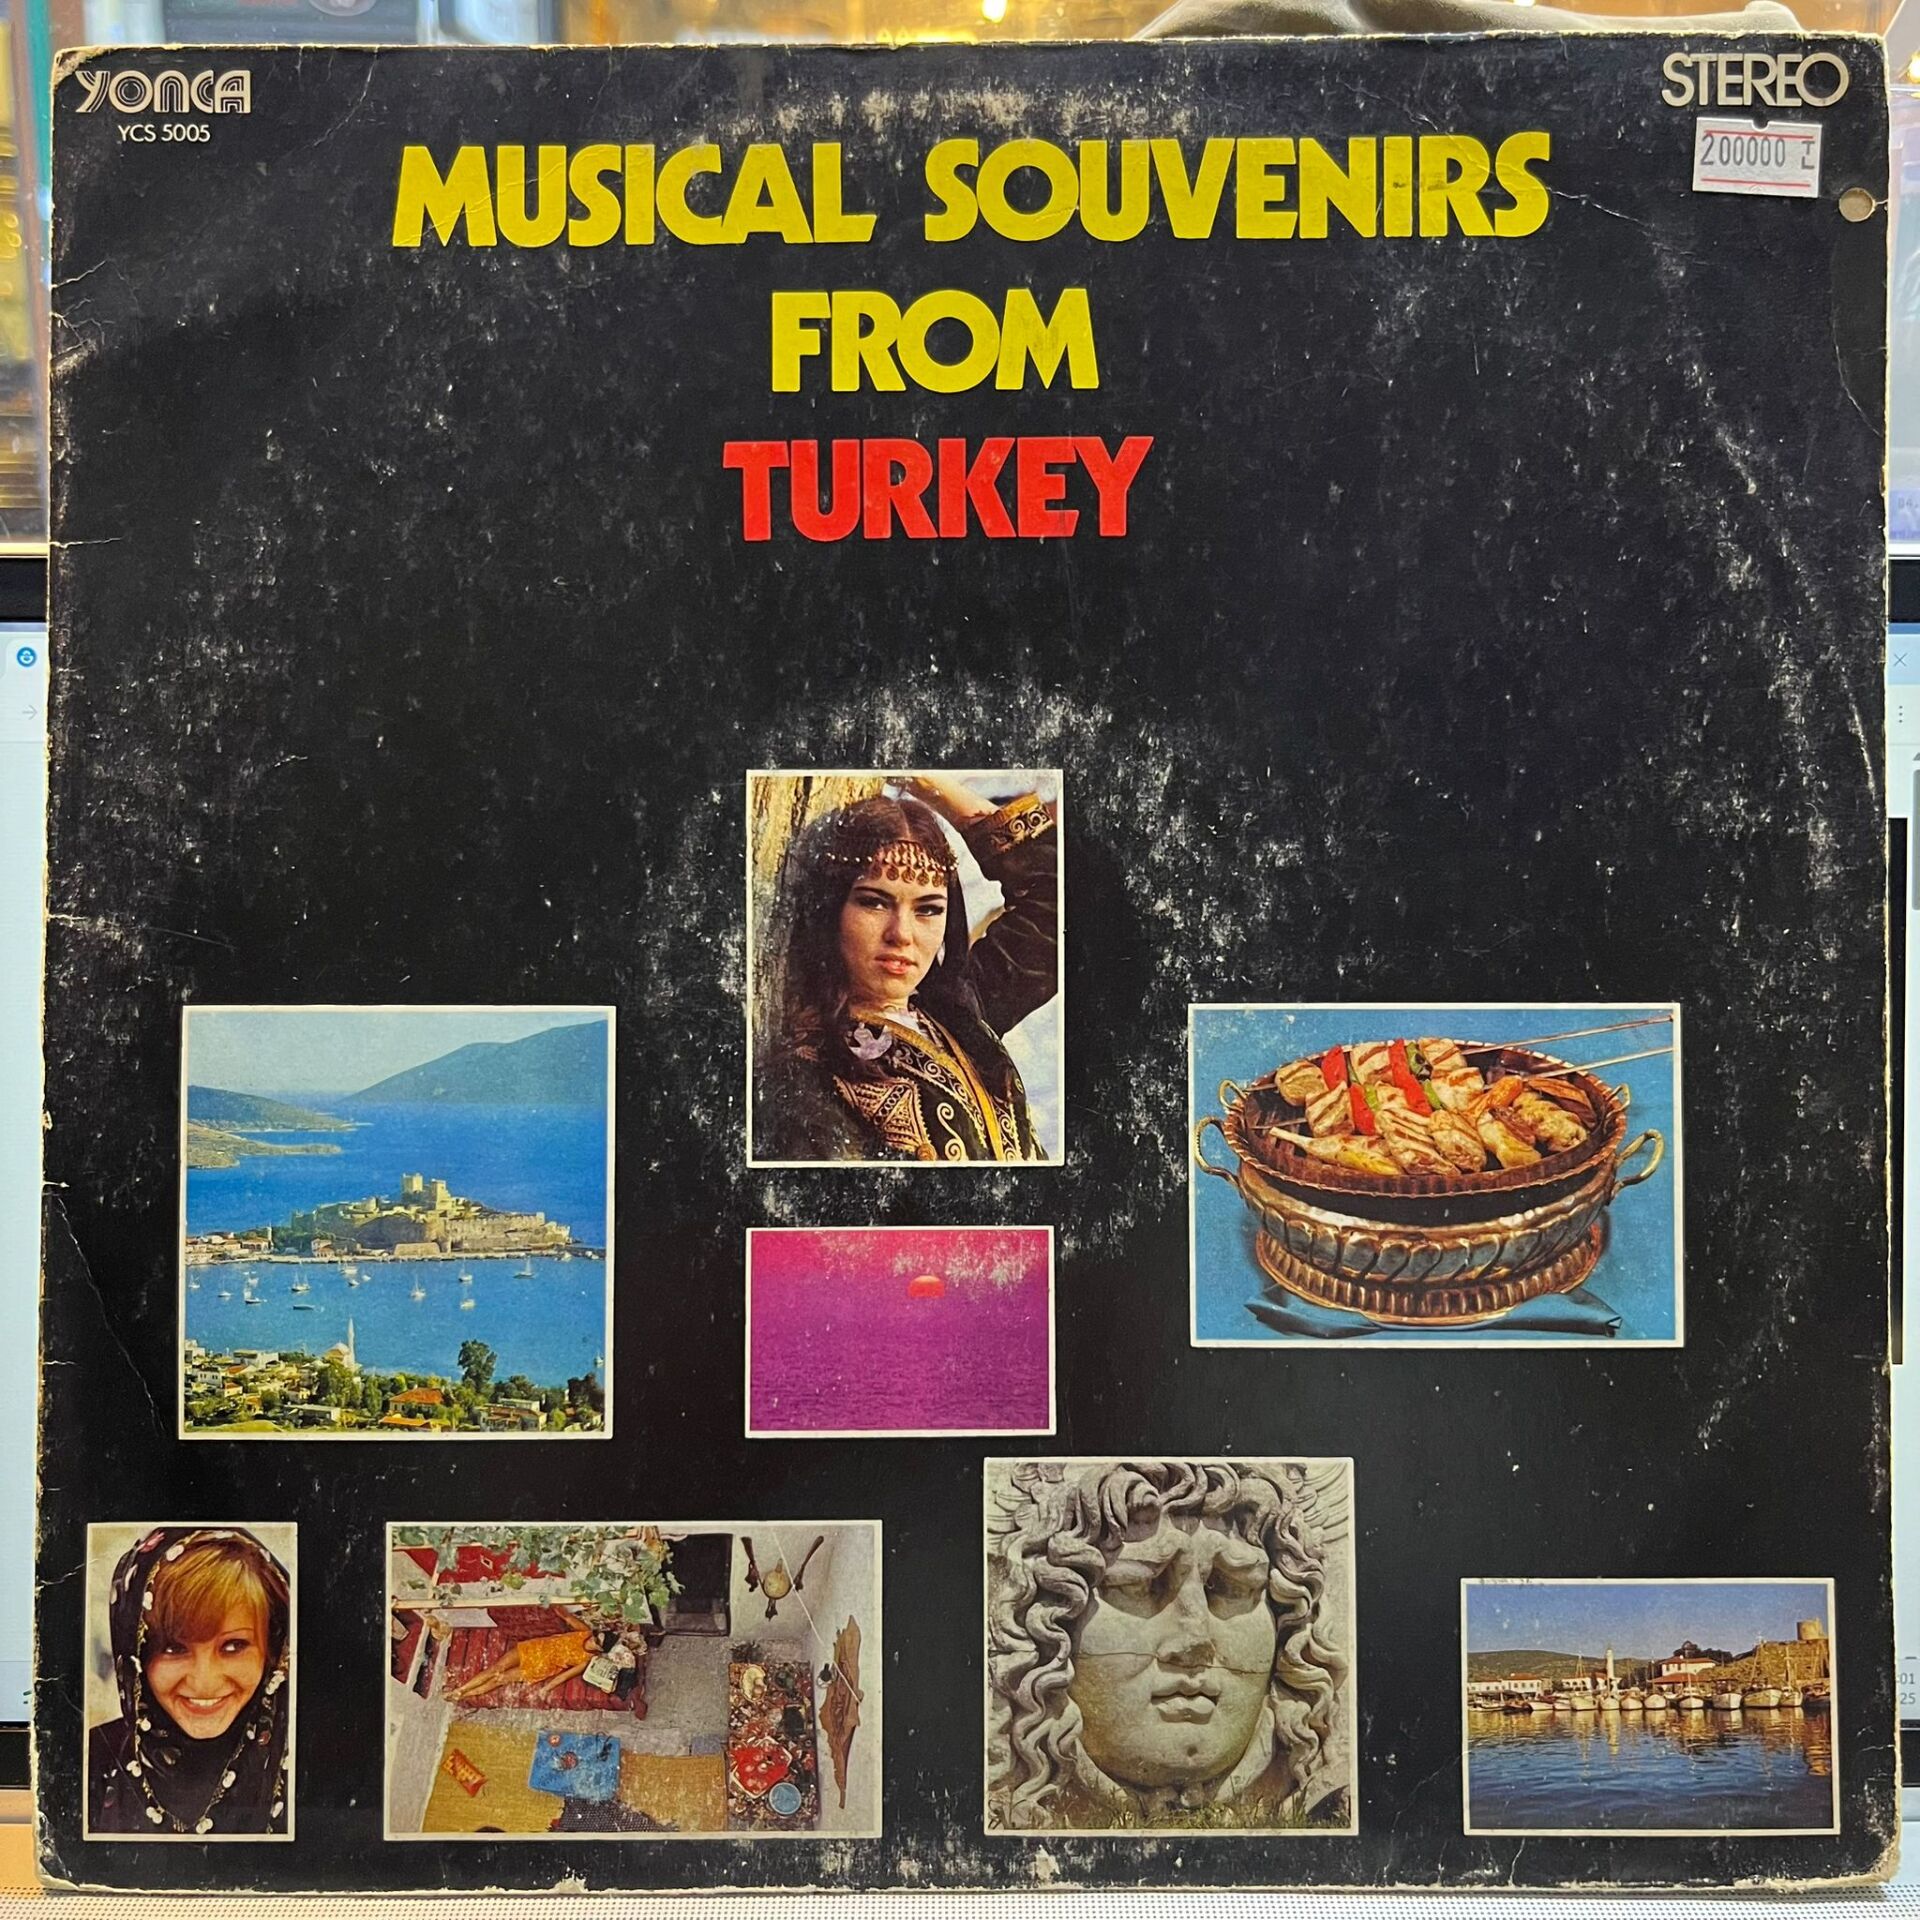 YONCA
YCS 5005
STEREO
200000 TL
MUSICAL SOUVENIRS
FROM
TURKEY